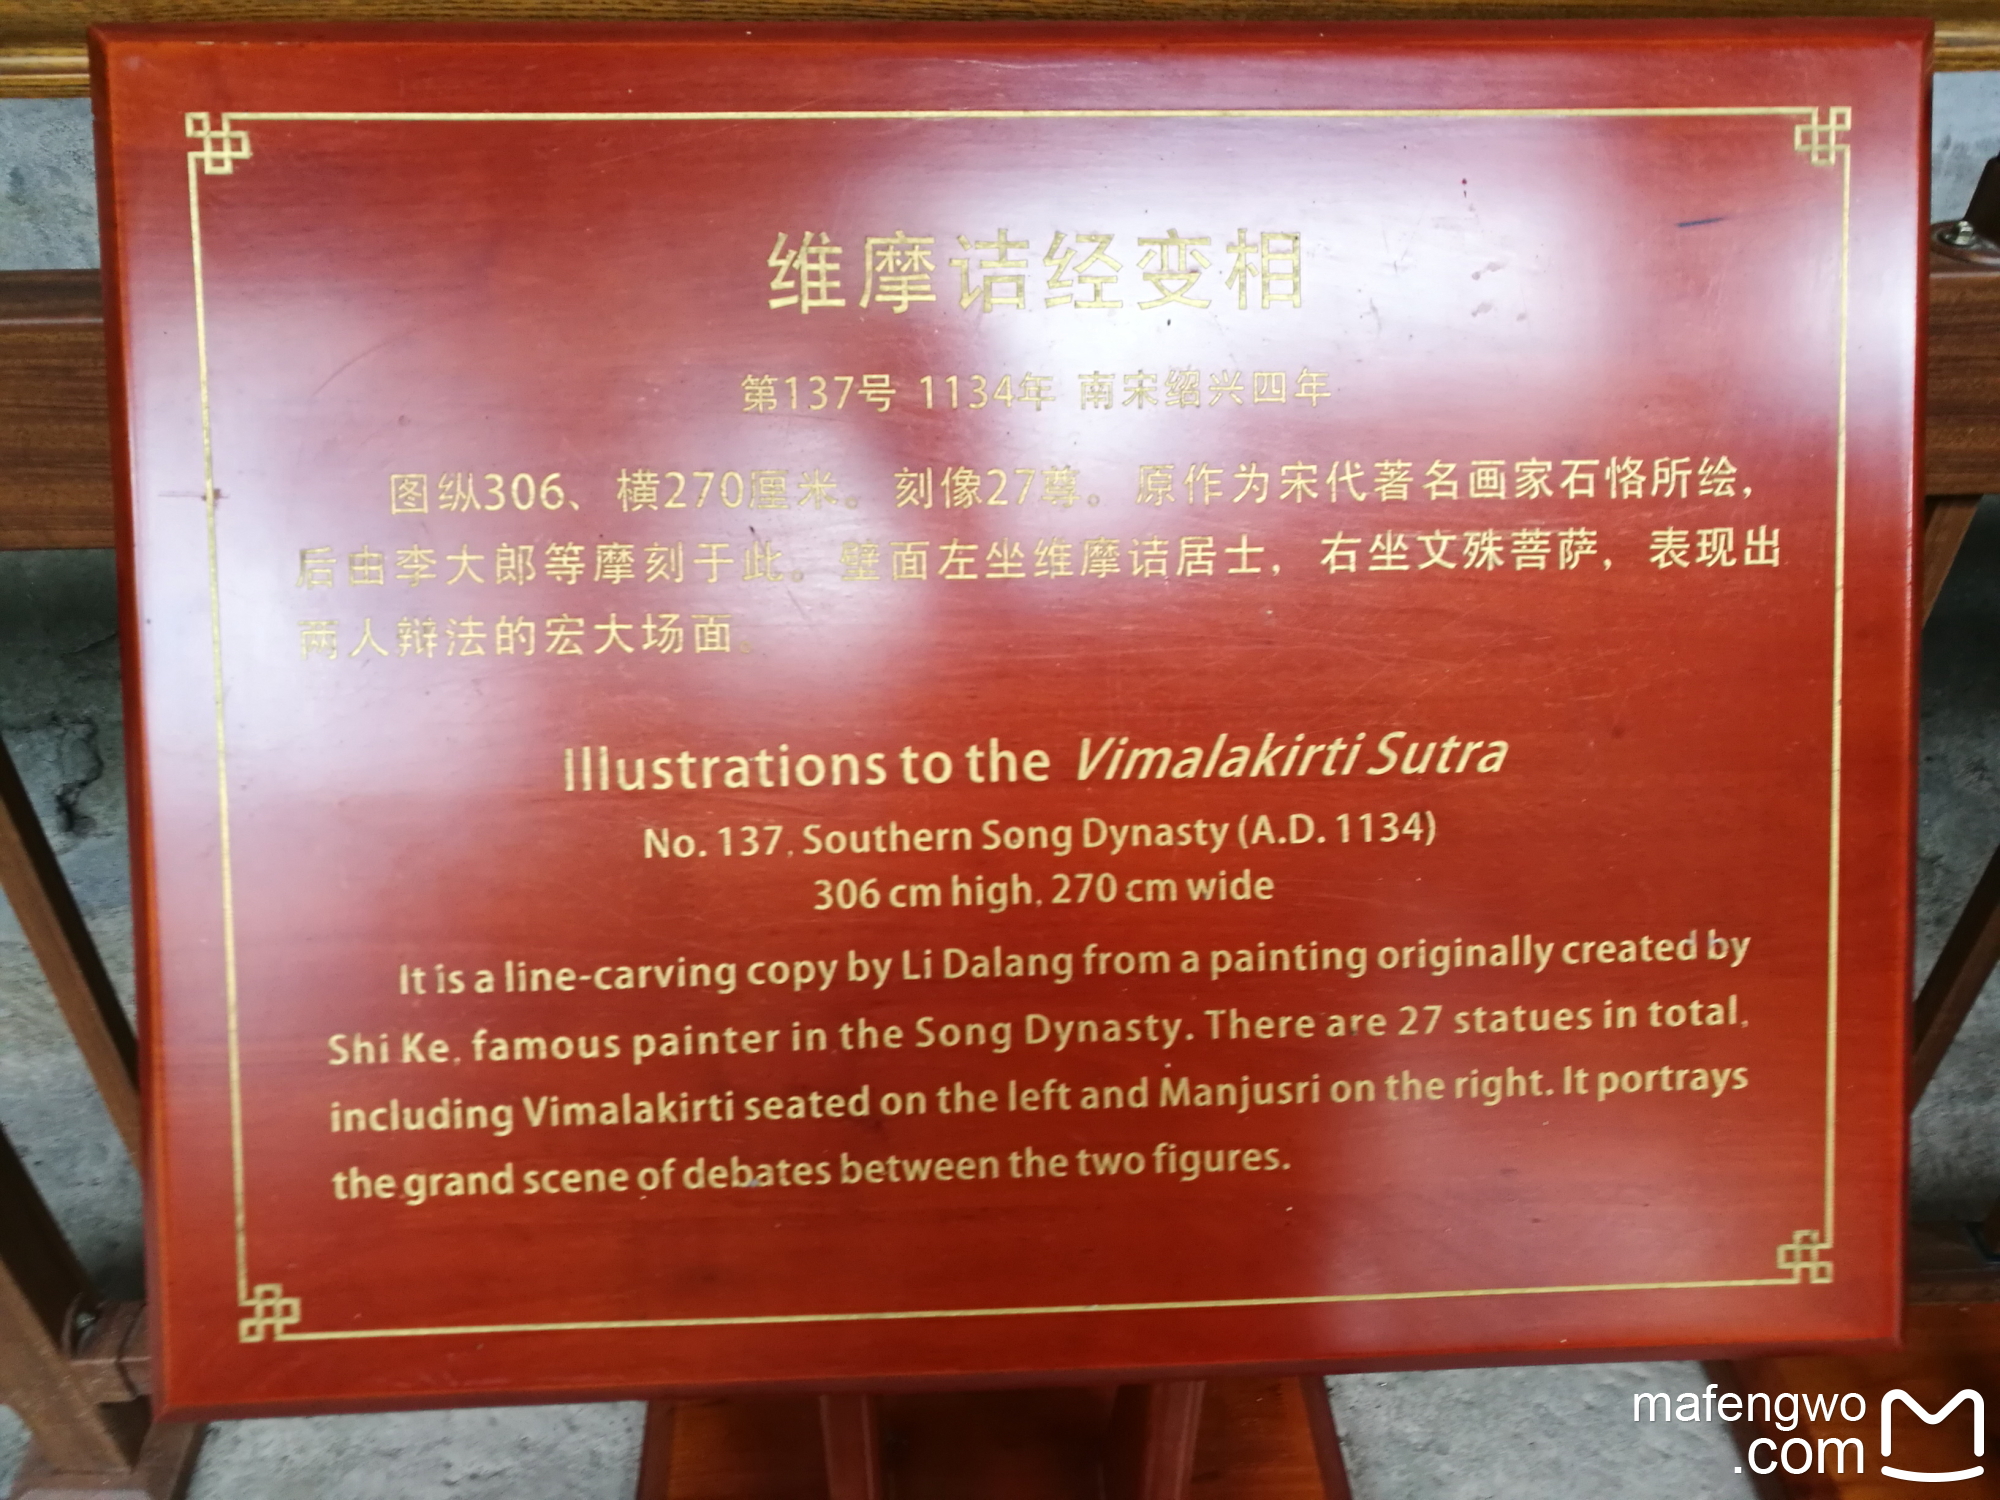 维摩诘经变相
第137号 1134年 南宋绍兴四年
图纵306、横270厘米。刻像27尊。原作为宋代著名画家石恪所绘，
后由李大郎等摩刻于此。壁面左坐维摩诘居士，右坐文殊菩萨，表现出
两人辩法的宏大场面。
Illustrations to the Vimalakirti Sutra
No. 137, Southern Song Dynasty (A.D. 1134)
306 cm high, 270 cm wide
It is a line-carving copy by Li Dalang from a painting originally created by
Shi Ke, famous painter in the Song Dynasty. There are 27 statues in total,
including Vimalakirti seated on the left and Manjusri on the right. It portrays
the grand scene of debates between the two figures.
mafengwo
.com